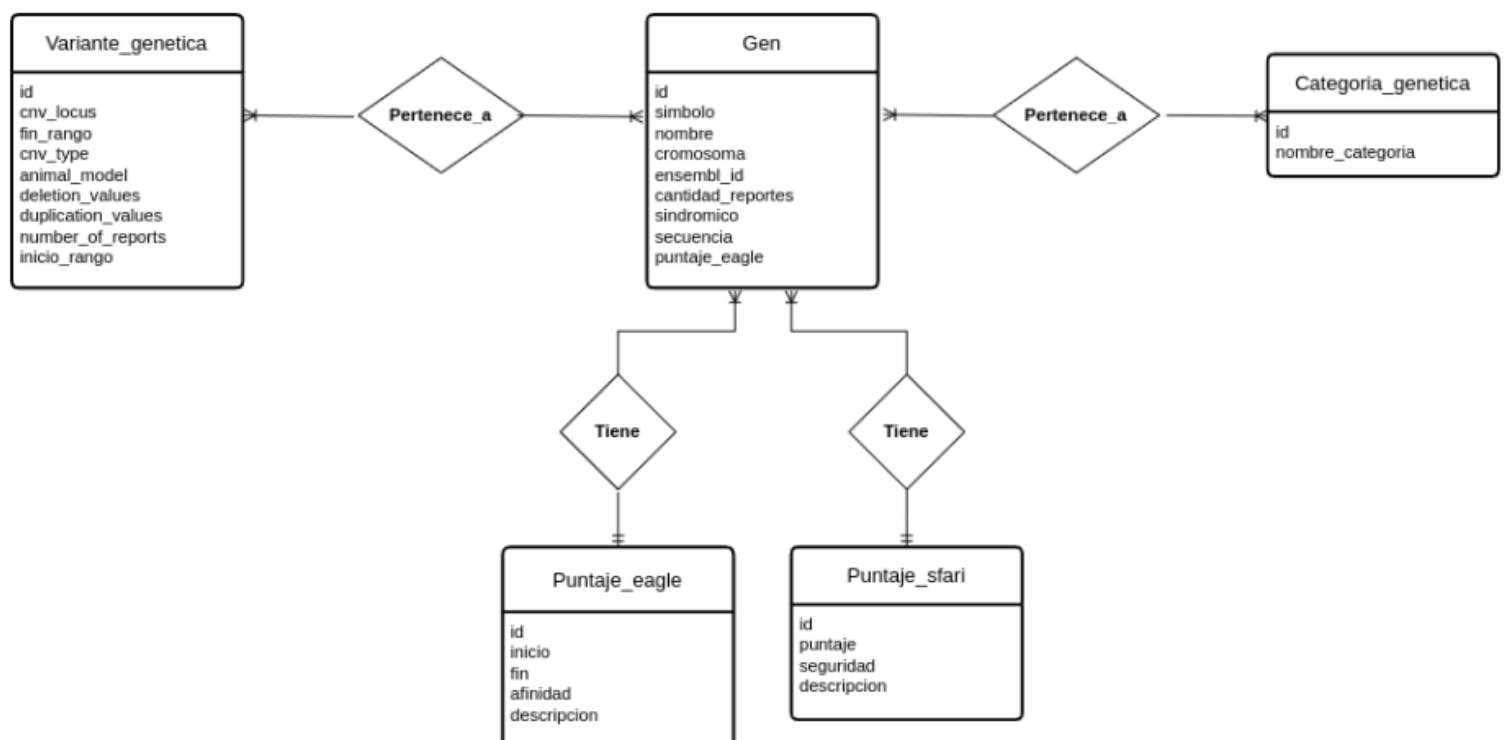 Variante_genetica
id
cnv_locus
fin_rango
cnv_type
animal_model
deletion_values
duplication_values
number_of_reports
inicio_rango
Pertenece_a
Gen
id
simbolo
nombre
cromosoma
ensembl_id
cantidad_reportes
sindromico
secuencia
puntaje_eagle
Pertenece_a
Categoria_genetica
id
nombre_categoria
Tiene
Tiene
Puntaje_eagle
id
inicio
fin
afinidad
descripcion
Puntaje_sfari
id
puntaje
seguridad
descripcion